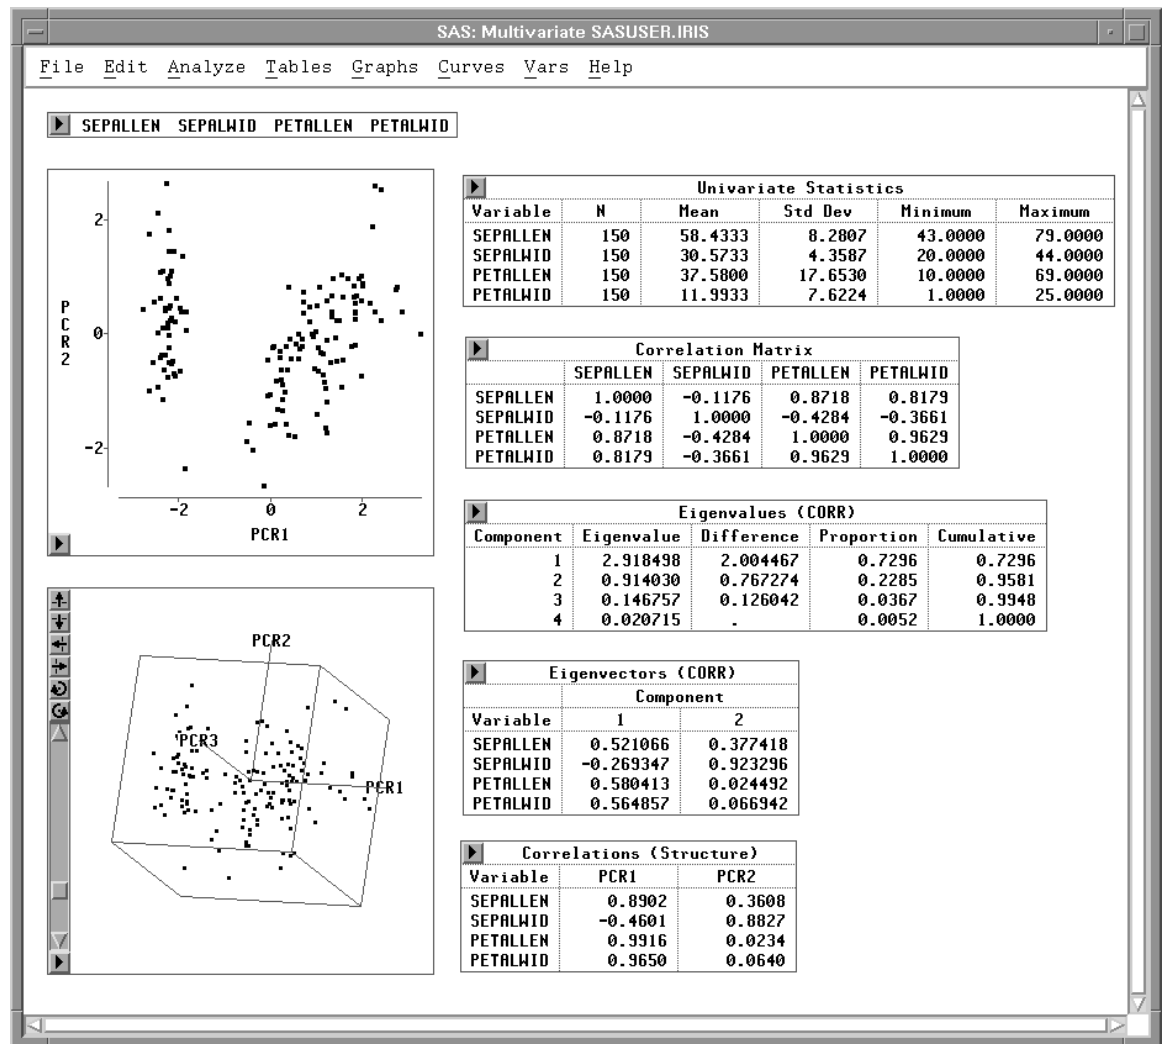 SAS: Multivariate SASUSER.IRIS
File Edit Analyze Tables Graphs Curves Vars Help
SEPALLEN SEPALWID PETALLEN PETALWID
2
0
-2
PCR2
-2 0 2
PCR1
Univariate Statistics
Variable N Mean Std Dev Minimum Maximum
SEPALLEN 150 58.4333 8.2807 43.0000 79.0000
SEPALWID 150 30.5733 4.3587 20.0000 44.0000
PETALLEN 150 37.5800 17.6530 10.0000 69.0000
PETALWID 150 11.9933 7.6224 1.0000 25.0000
Correlation Matrix
SEPALLEN SEPALWID PETALLEN PETALWID
SEPALLEN 1.0000 -0.1176 0.8718 0.8179
SEPALWID -0.1176 1.0000 -0.4284 -0.3661
PETALLEN 0.8718 -0.4284 1.0000 0.9629
PETALWID 0.8179 -0.3661 0.9629 1.0000
Eigenvalues (CORR)
Component Eigenvalue Difference Proportion Cumulative
1 2.918498 2.004467 0.7296 0.7296
2 0.914030 0.767274 0.2285 0.9581
3 0.146757 0.126042 0.0367 0.9948
4 0.020715 . 0.0052 1.0000
PCR2
PCR3
PCR1
Eigenvectors (CORR)
Component
Variable 1 2
SEPALLEN 0.521066 0.377418
SEPALWID -0.269347 0.923296
PETALLEN 0.580413 0.024492
PETALWID 0.564857 0.066942
Correlations (Structure)
Variable PCR1 PCR2
SEPALLEN 0.8902 0.3608
SEPALWID -0.4601 0.8827
PETALLEN 0.9916 0.0234
PETALWID 0.9650 0.0640